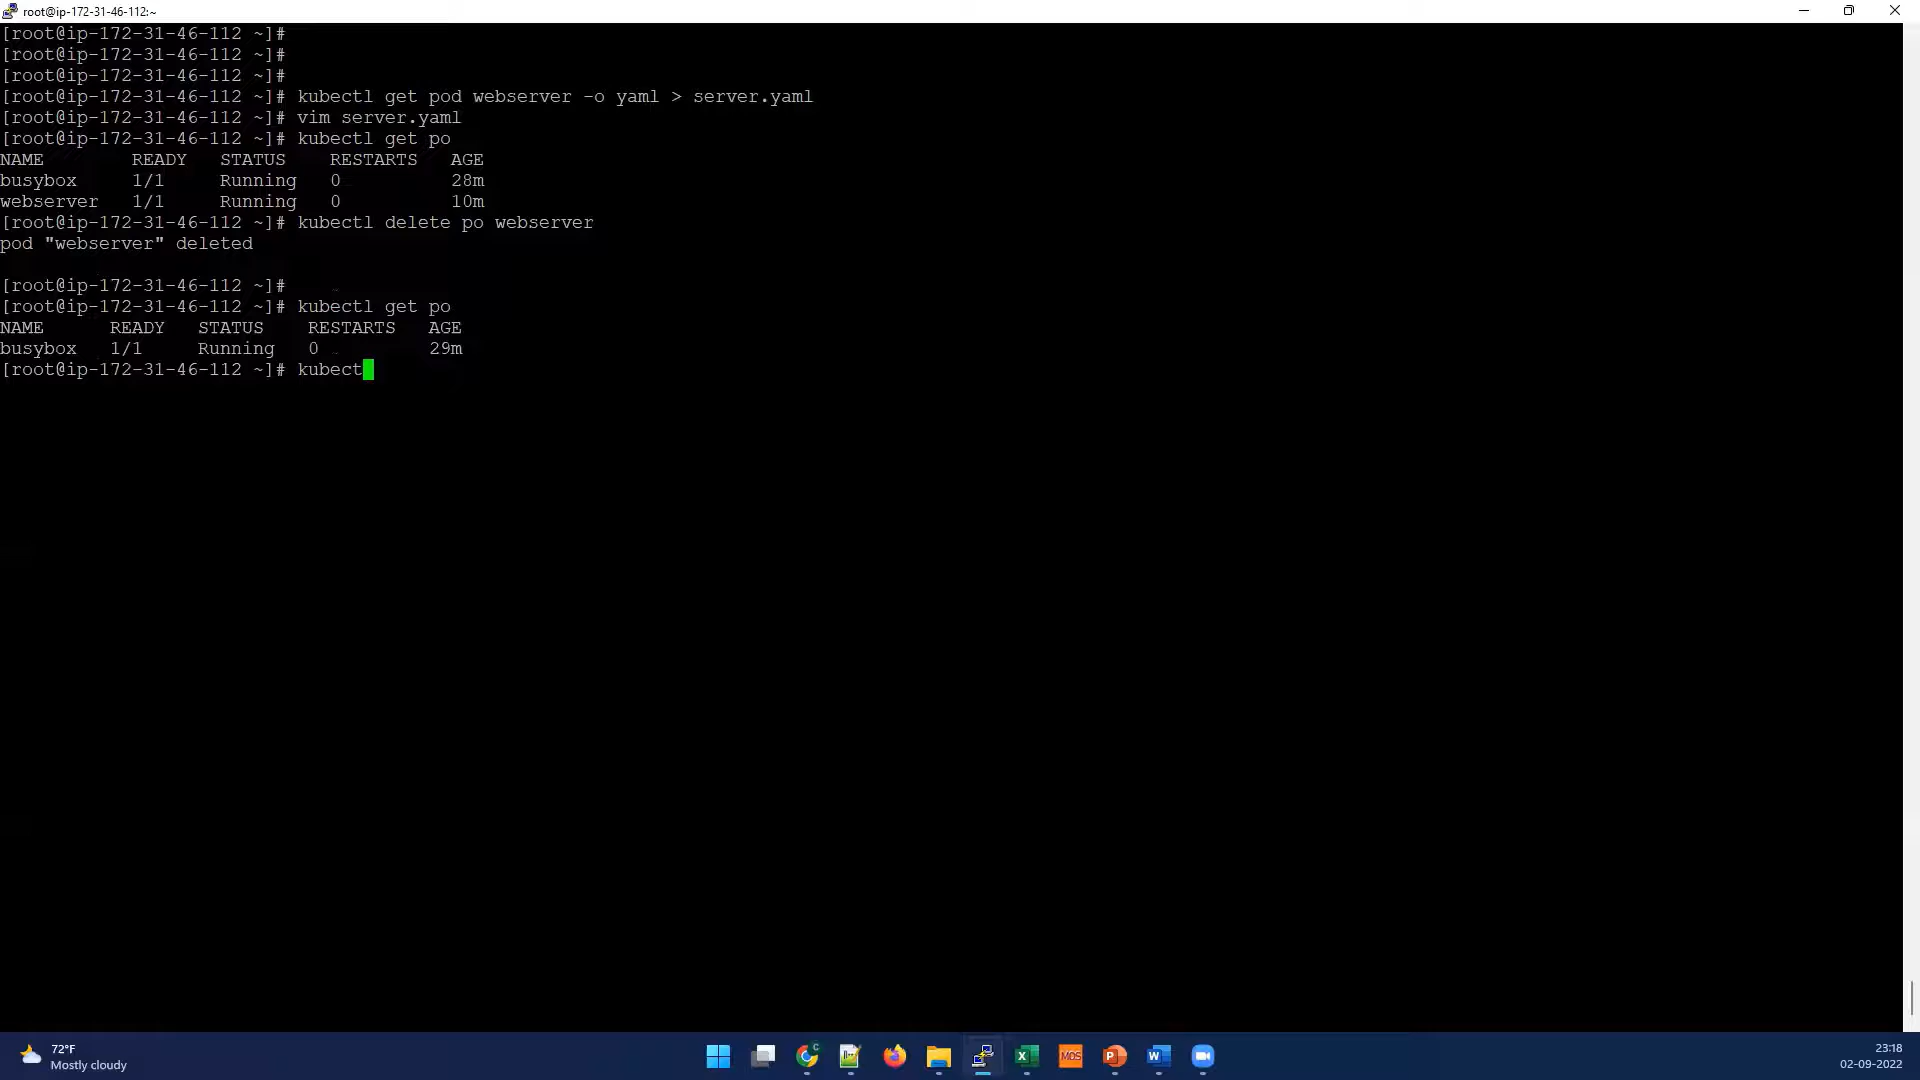 root@ip-172-31-46-112:~
[root@ip-172-31-46-112 ~]#
[root@ip-172-31-46-112 ~]#
[root@ip-172-31-46-112 ~]#
[root@ip-172-31-46-112 ~]# kubectl get pod webserver -o yaml > server.yaml
[root@ip-172-31-46-112 ~]# vim server.yaml
[root@ip-172-31-46-112 ~]# kubectl get po
NAME READY STATUS RESTARTS AGE
busybox 1/1 Running 0 28m
webserver 1/1 Running 0 10m
[root@ip-172-31-46-112 ~]# kubectl delete po webserver
pod "webserver" deleted
[root@ip-172-31-46-112 ~]#
[root@ip-172-31-46-112 ~]# kubectl get po
NAME READY STATUS RESTARTS AGE
busybox 1/1 Running 0 29m
[root@ip-172-31-46-112 ~]# kubect
72°F
Mostly cloudy
C
MOS
23:18
02-09-2022